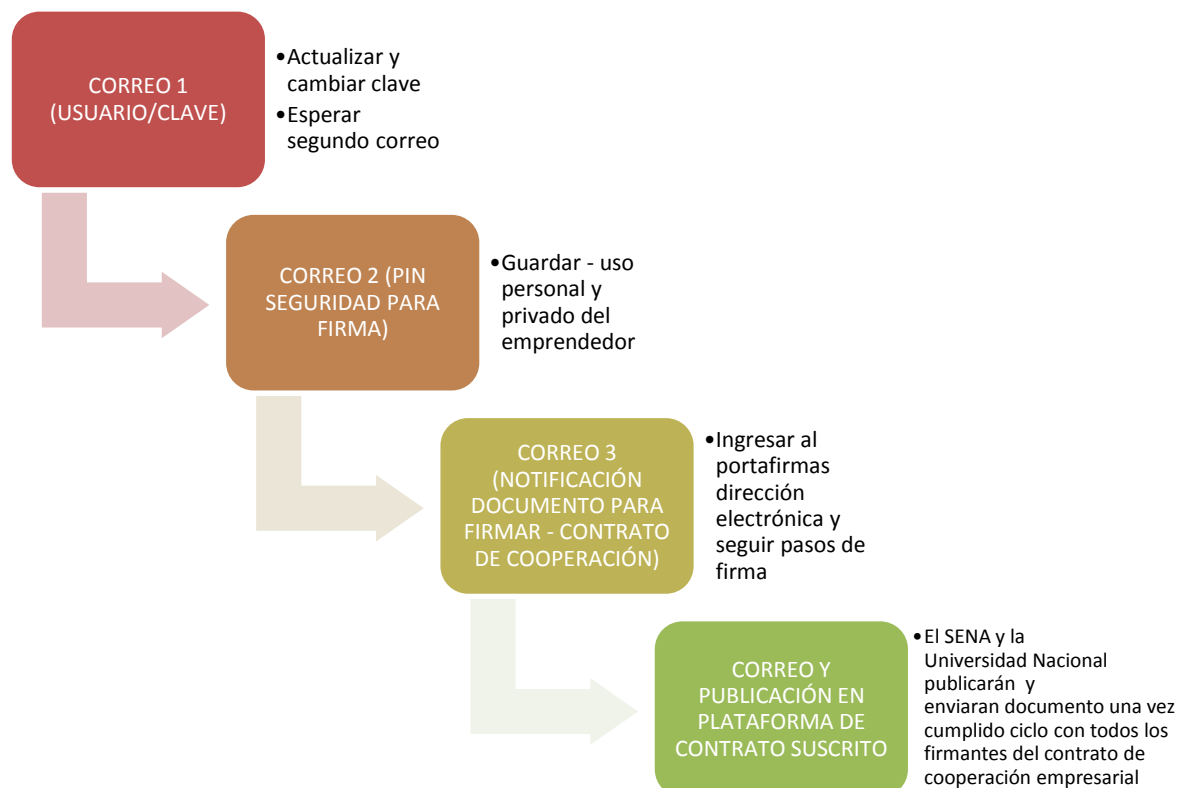 CORREO 1
(USUARIO/CLAVE)
•Actualizar y
cambiar clave
•Esperar
segundo correo
CORREO 2 (PIN
SEGURIDAD PARA
FIRMA)
•Guardar - uso
personal y
privado del
emprendedor
CORREO 3
(NOTIFICACIÓN
DOCUMENTO PARA
FIRMAR - CONTRATO
DE COOPERACIÓN)
•Ingresar al
portafirmas
dirección
electrónica y
seguir pasos de
firma
CORREO Y
PUBLICACIÓN EN
PLATAFORMA DE
CONTRATO SUSCRITO
•El SENA y la
Universidad Nacional
publicarán y
enviaran documento una vez
cumplido ciclo con todos los
firmantes del contrato de
cooperación empresarial